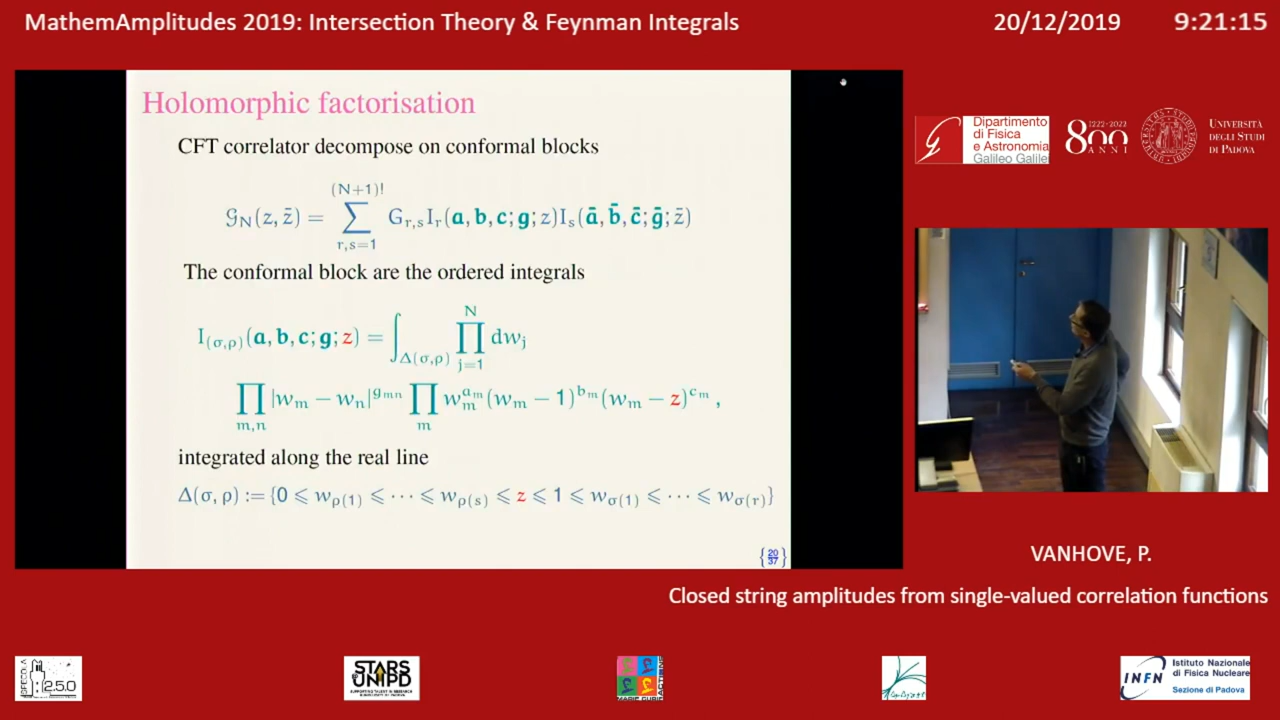 MathemAmplitudes 2019: Intersection Theory & Feynman Integrals
20/12/2019
9:21:15
Holomorphic factorisation
CFT correlator decompose on conformal blocks
𝒢_N(z, z̄) = ∑_{r,s=1}^{(N+1)!} G_{r,s} I_r(a, b, c; g; z) I_s(ā, b̄, c̄; ḡ; z̄)
The conformal block are the ordered integrals
I_{(σ,ρ)}(a, b, c; g; z) = ∫_{Δ(σ,ρ)} ∏_{j=1}^{N} dw_j
∏_{m,n} |w_m − w_n|^{g_{mn}} ∏_m w_m^{a_m} (w_m − 1)^{b_m} (w_m − z)^{c_m} ,
integrated along the real line
Δ(σ, ρ) := {0 ⩽ w_{ρ(1)} ⩽ ⋯ ⩽ w_{ρ(s)} ⩽ z ⩽ 1 ⩽ w_{σ(1)} ⩽ ⋯ ⩽ w_{σ(r)}}
{20/37}
Dipartimento
di Fisica
e Astronomia
Galileo Galile
1222·2022
800
ANNI
UNIVERSITÀ
DEGLI STUDI
DI PADOVA
VANHOVE, P.
Closed string amplitudes from single-valued correlation functions
STARS
UNIPD
INFN
Istituto Nazionale
di Fisica Nucleare
Sezione di Padova